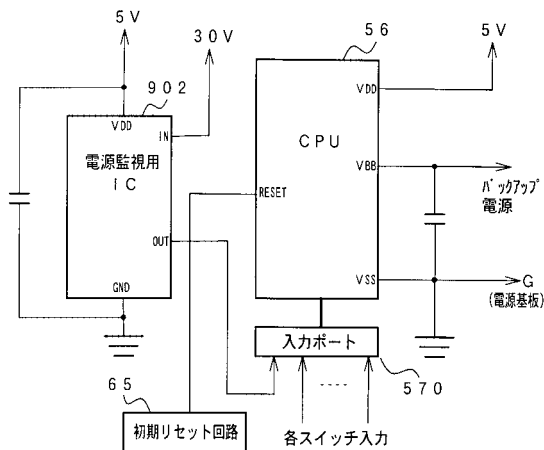 5V
30V
56
5V
902
VDD
IN
電源監視用
IC
OUT
GND
CPU
VDD
VBB
RESET
VSS
バックアップ
電源
G
(電源基板)
入力ポート
570
65
初期リセット回路
各スイッチ入力